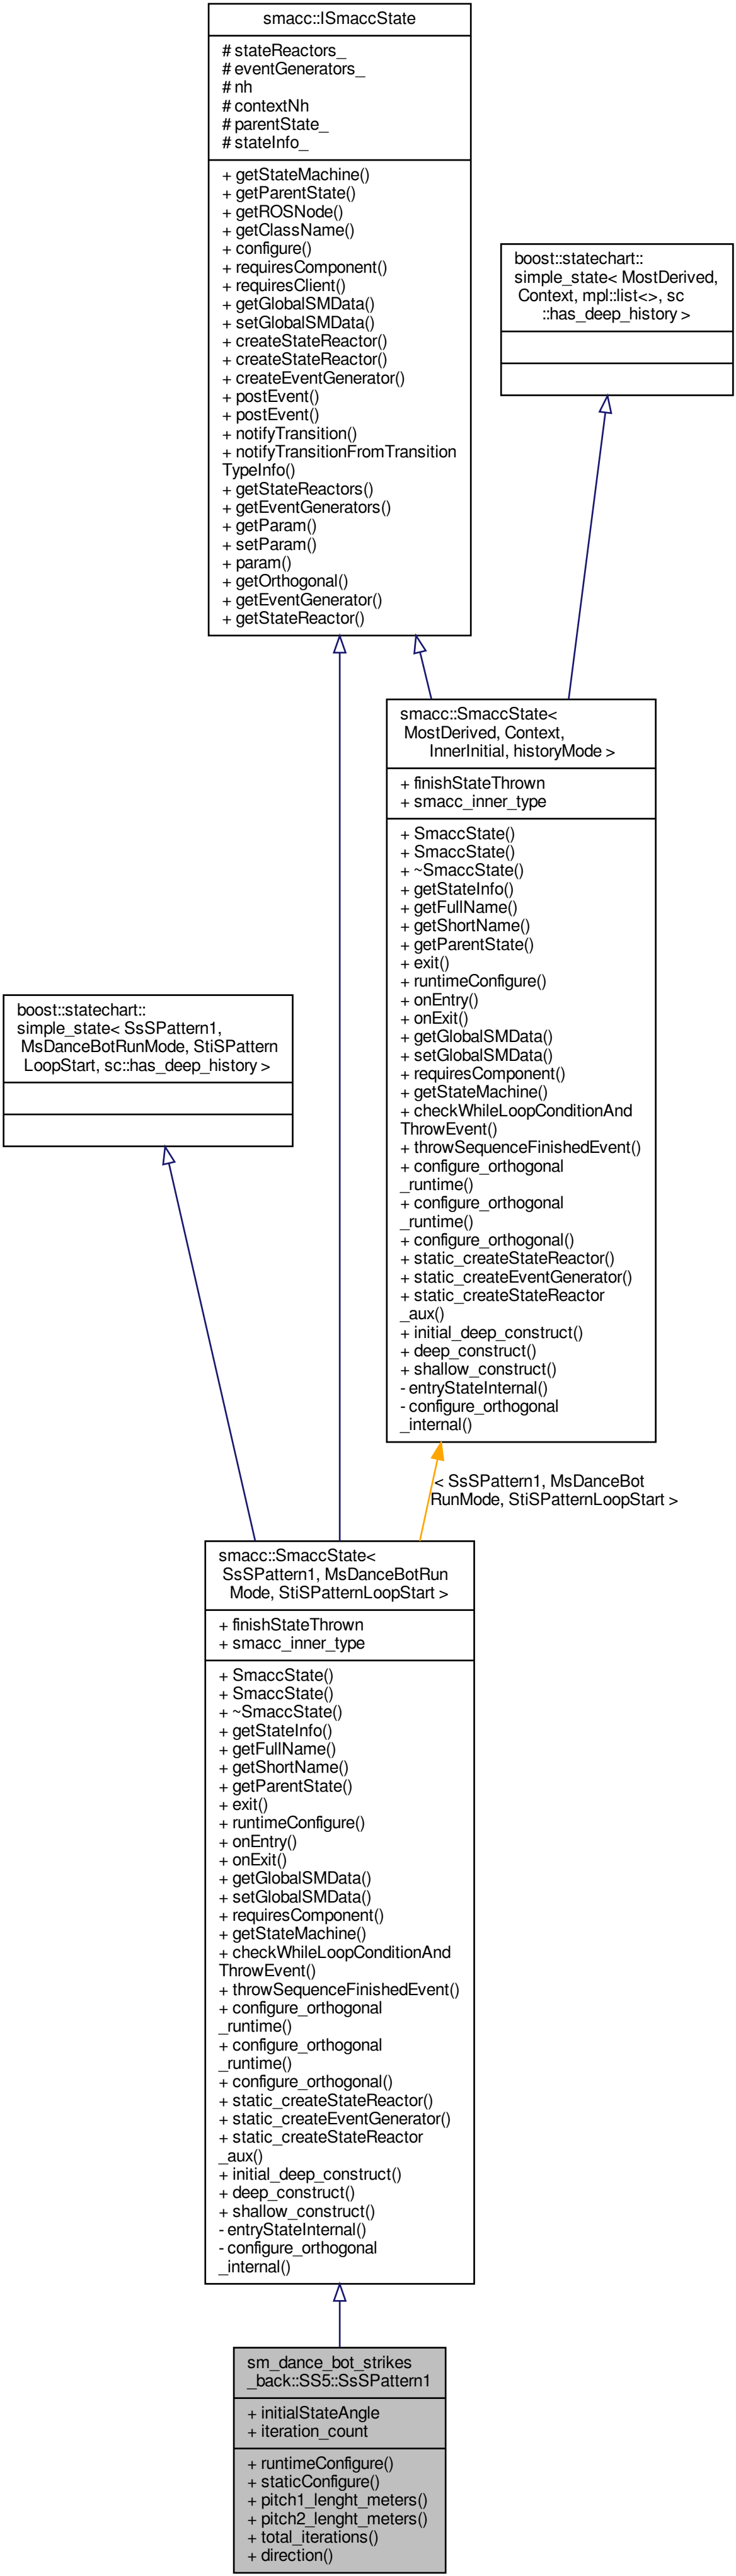 smacc::ISmaccState
# stateReactors_
# eventGenerators_
# nh
# contextNh
# parentState_
# stateInfo_
+ getStateMachine()
+ getParentState()
+ getROSNode()
+ getClassName()
+ configure()
+ requiresComponent()
+ requiresClient()
+ getGlobalSMData()
+ setGlobalSMData()
+ createStateReactor()
+ createStateReactor()
+ createEventGenerator()
+ postEvent()
+ postEvent()
+ notifyTransition()
+ notifyTransitionFromTransition
TypeInfo()
+ getStateReactors()
+ getEventGenerators()
+ getParam()
+ setParam()
+ param()
+ getOrthogonal()
+ getEventGenerator()
+ getStateReactor()
boost::statechart::
simple_state< MostDerived,
Context, mpl::list<>, sc
::has_deep_history >
smacc::SmaccState<
MostDerived, Context,
InnerInitial, historyMode >
+ finishStateThrown
+ smacc_inner_type
+ SmaccState()
+ SmaccState()
+ ~SmaccState()
+ getStateInfo()
+ getFullName()
+ getShortName()
+ getParentState()
+ exit()
+ runtimeConfigure()
+ onEntry()
+ onExit()
+ getGlobalSMData()
+ setGlobalSMData()
+ requiresComponent()
+ getStateMachine()
+ checkWhileLoopConditionAnd
ThrowEvent()
+ throwSequenceFinishedEvent()
+ configure_orthogonal
_runtime()
+ configure_orthogonal
_runtime()
+ configure_orthogonal()
+ static_createStateReactor()
+ static_createEventGenerator()
+ static_createStateReactor
_aux()
+ initial_deep_construct()
+ deep_construct()
+ shallow_construct()
- entryStateInternal()
- configure_orthogonal
_internal()
boost::statechart::
simple_state< SsSPattern1,
MsDanceBotRunMode, StiSPattern
LoopStart, sc::has_deep_history >
< SsSPattern1, MsDanceBot
RunMode, StiSPatternLoopStart >
smacc::SmaccState<
SsSPattern1, MsDanceBotRun
Mode, StiSPatternLoopStart >
+ finishStateThrown
+ smacc_inner_type
+ SmaccState()
+ SmaccState()
+ ~SmaccState()
+ getStateInfo()
+ getFullName()
+ getShortName()
+ getParentState()
+ exit()
+ runtimeConfigure()
+ onEntry()
+ onExit()
+ getGlobalSMData()
+ setGlobalSMData()
+ requiresComponent()
+ getStateMachine()
+ checkWhileLoopConditionAnd
ThrowEvent()
+ throwSequenceFinishedEvent()
+ configure_orthogonal
_runtime()
+ configure_orthogonal
_runtime()
+ configure_orthogonal()
+ static_createStateReactor()
+ static_createEventGenerator()
+ static_createStateReactor
_aux()
+ initial_deep_construct()
+ deep_construct()
+ shallow_construct()
- entryStateInternal()
- configure_orthogonal
_internal()
sm_dance_bot_strikes
_back::SS5::SsSPattern1
+ initialStateAngle
+ iteration_count
+ runtimeConfigure()
+ staticConfigure()
+ pitch1_lenght_meters()
+ pitch2_lenght_meters()
+ total_iterations()
+ direction()